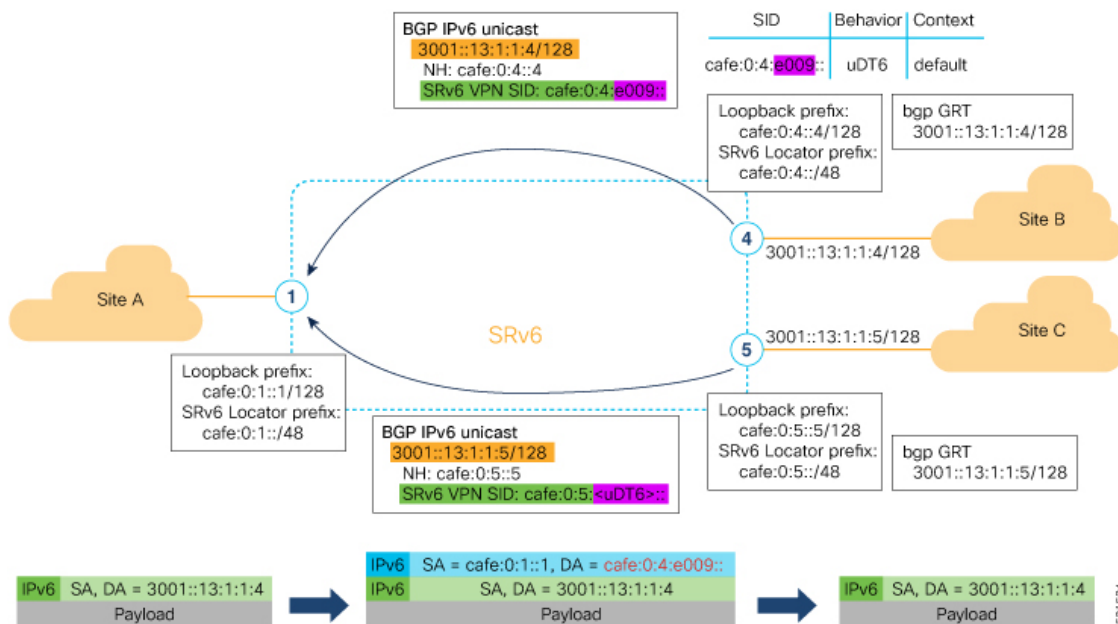 BGP IPv6 unicast
3001::13:1:1:4/128
NH: cafe:0:4::4
SRv6 VPN SID: cafe:0:4:e009::
SID Behavior Context
cafe:0:4:e009:: uDT6 default
Loopback prefix:
cafe:0:4::4/128
SRv6 Locator prefix:
cafe:0:4::/48
bgp GRT
3001::13:1:1:4/128
Site A
1
SRv6
4
3001::13:1:1:4/128
Site B
5
3001::13:1:1:5/128
Site C
Loopback prefix:
cafe:0:1::1/128
SRv6 Locator prefix:
cafe:0:1::/48
BGP IPv6 unicast
3001::13:1:1:5/128
NH: cafe:0:5::5
SRv6 VPN SID: cafe:0:5:<uDT6>::
Loopback prefix:
cafe:0:5::5/128
SRv6 Locator prefix:
cafe:0:5::/48
bgp GRT
3001::13:1:1:5/128
IPv6 SA, DA = 3001::13:1:1:4
Payload
IPv6 SA = cafe:0:1::1, DA = cafe:0:4:e009::
IPv6 SA, DA = 3001::13:1:1:4
Payload
IPv6 SA, DA = 3001::13:1:1:4
Payload